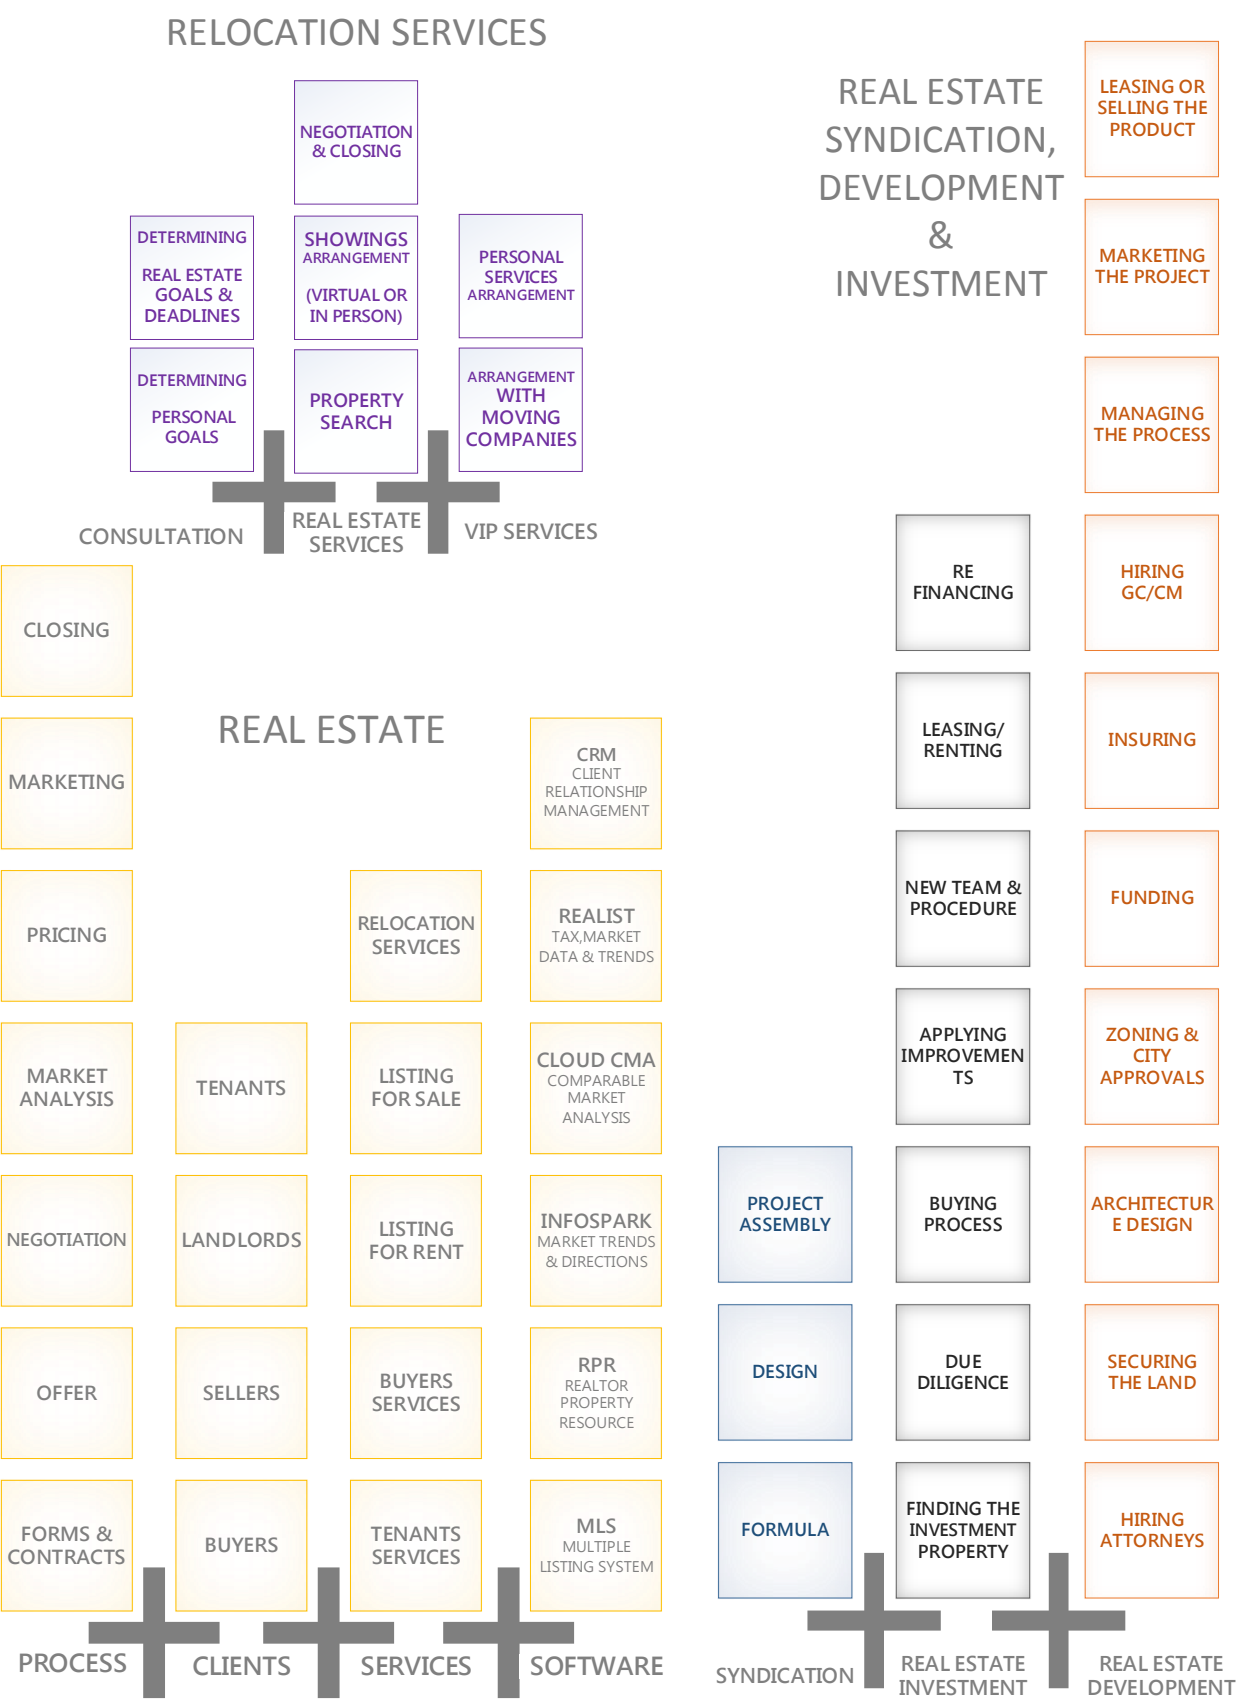 RELOCATION SERVICES
NEGOTIATION
& CLOSING
DETERMINING
REAL ESTATE
GOALS &
DEADLINES
SHOWINGS
ARRANGEMENT
(VIRTUAL OR
IN PERSON)
PERSONAL
SERVICES
ARRANGEMENT
DETERMINING
PERSONAL
GOALS
PROPERTY
SEARCH
ARRANGEMENT
WITH
MOVING
COMPANIES
CONSULTATION
REAL ESTATE
SERVICES
VIP SERVICES
REAL ESTATE
CLOSING
MARKETING
PRICING
MARKET
ANALYSIS
NEGOTIATION
OFFER
FORMS &
CONTRACTS
PROCESS
TENANTS
LANDLORDS
SELLERS
BUYERS
CLIENTS
RELOCATION
SERVICES
LISTING
FOR SALE
LISTING
FOR RENT
BUYERS
SERVICES
TENANTS
SERVICES
SERVICES
CRM
CLIENT
RELATIONSHIP
MANAGEMENT
REALIST
TAX,MARKET
DATA & TRENDS
CLOUD CMA
COMPARABLE
MARKET
ANALYSIS
INFOSPARK
MARKET TRENDS
& DIRECTIONS
RPR
REALTOR
PROPERTY
RESOURCE
MLS
MULTIPLE
LISTING SYSTEM
SOFTWARE
REAL ESTATE
SYNDICATION,
DEVELOPMENT
&
INVESTMENT
PROJECT
ASSEMBLY
DESIGN
FORMULA
SYNDICATION
RE
FINANCING
LEASING/
RENTING
NEW TEAM &
PROCEDURE
APPLYING
IMPROVEMEN
TS
BUYING
PROCESS
DUE
DILIGENCE
FINDING THE
INVESTMENT
PROPERTY
REAL ESTATE
INVESTMENT
LEASING OR
SELLING THE
PRODUCT
MARKETING
THE PROJECT
MANAGING
THE PROCESS
HIRING
GC/CM
INSURING
FUNDING
ZONING &
CITY
APPROVALS
ARCHITECTUR
E DESIGN
SECURING
THE LAND
HIRING
ATTORNEYS
REAL ESTATE
DEVELOPMENT